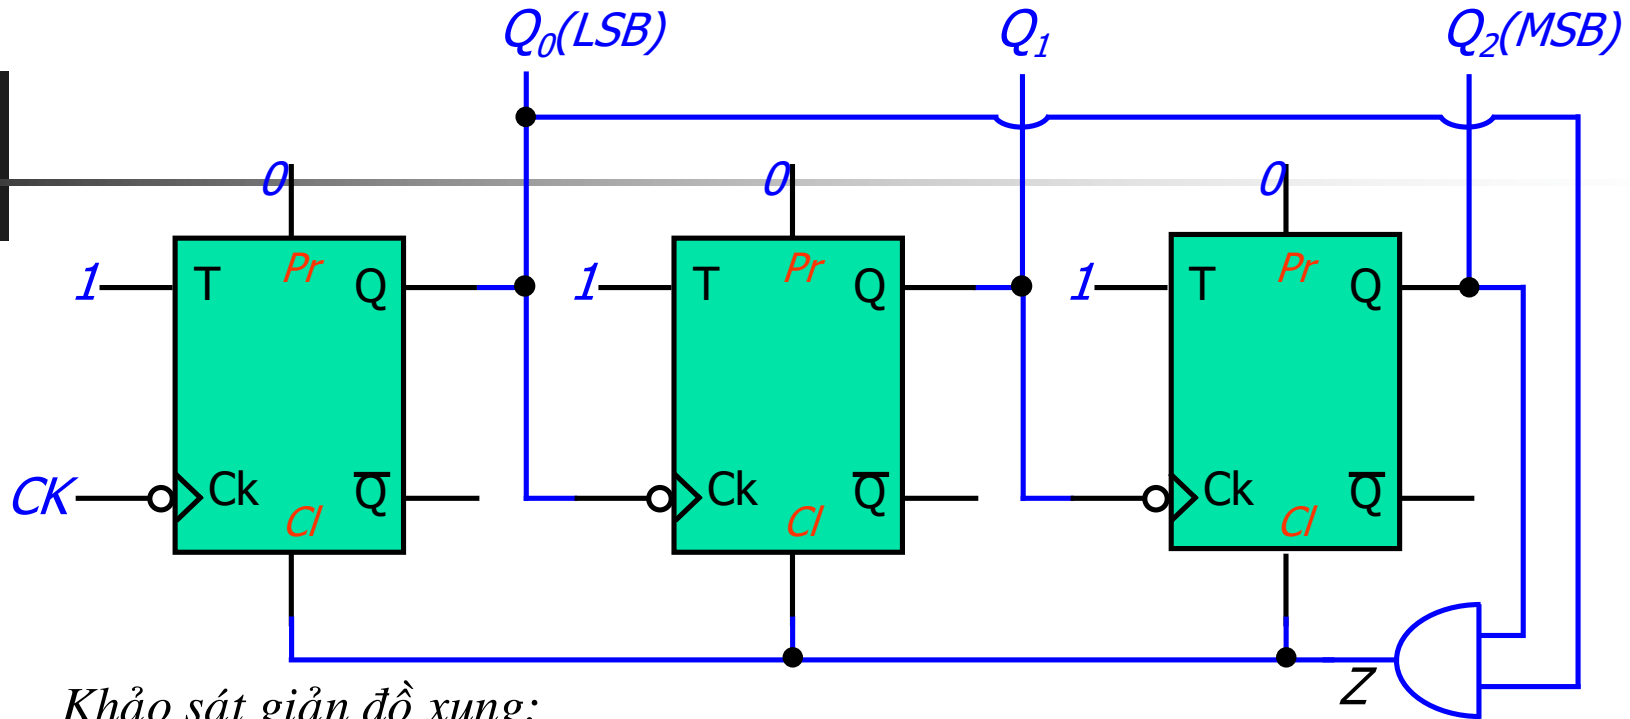 Q0(LSB) Q1 Q2(MSB)
0 0 0
1 T Pr Q 1 T Pr Q 1 T Pr Q
CK Ck Q̅ Ck Q̅ Ck Q̅
Cl Cl Cl
Z
Khảo sát giản đồ xung: